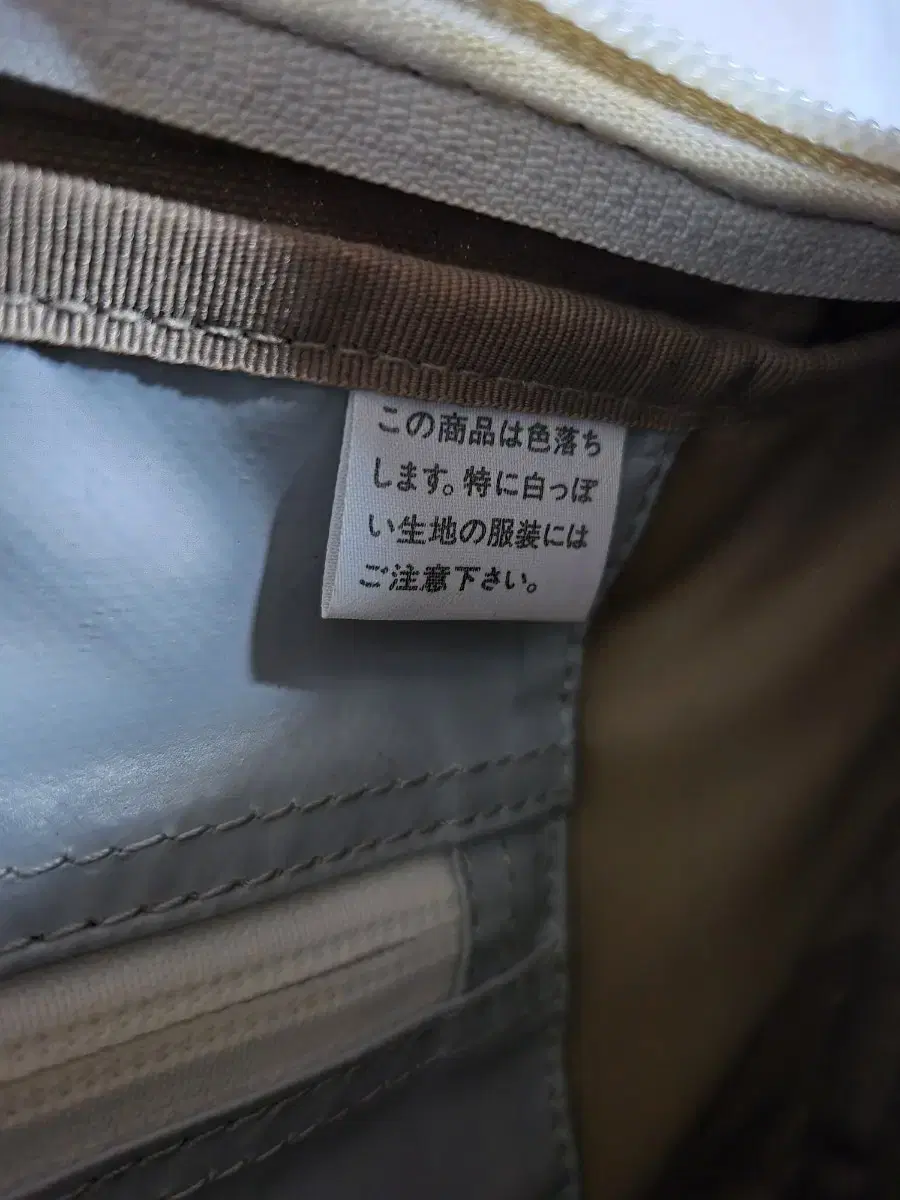 この商品は色落ち
します。特に白っぽ
い生地の服装には
ご注意下さい。